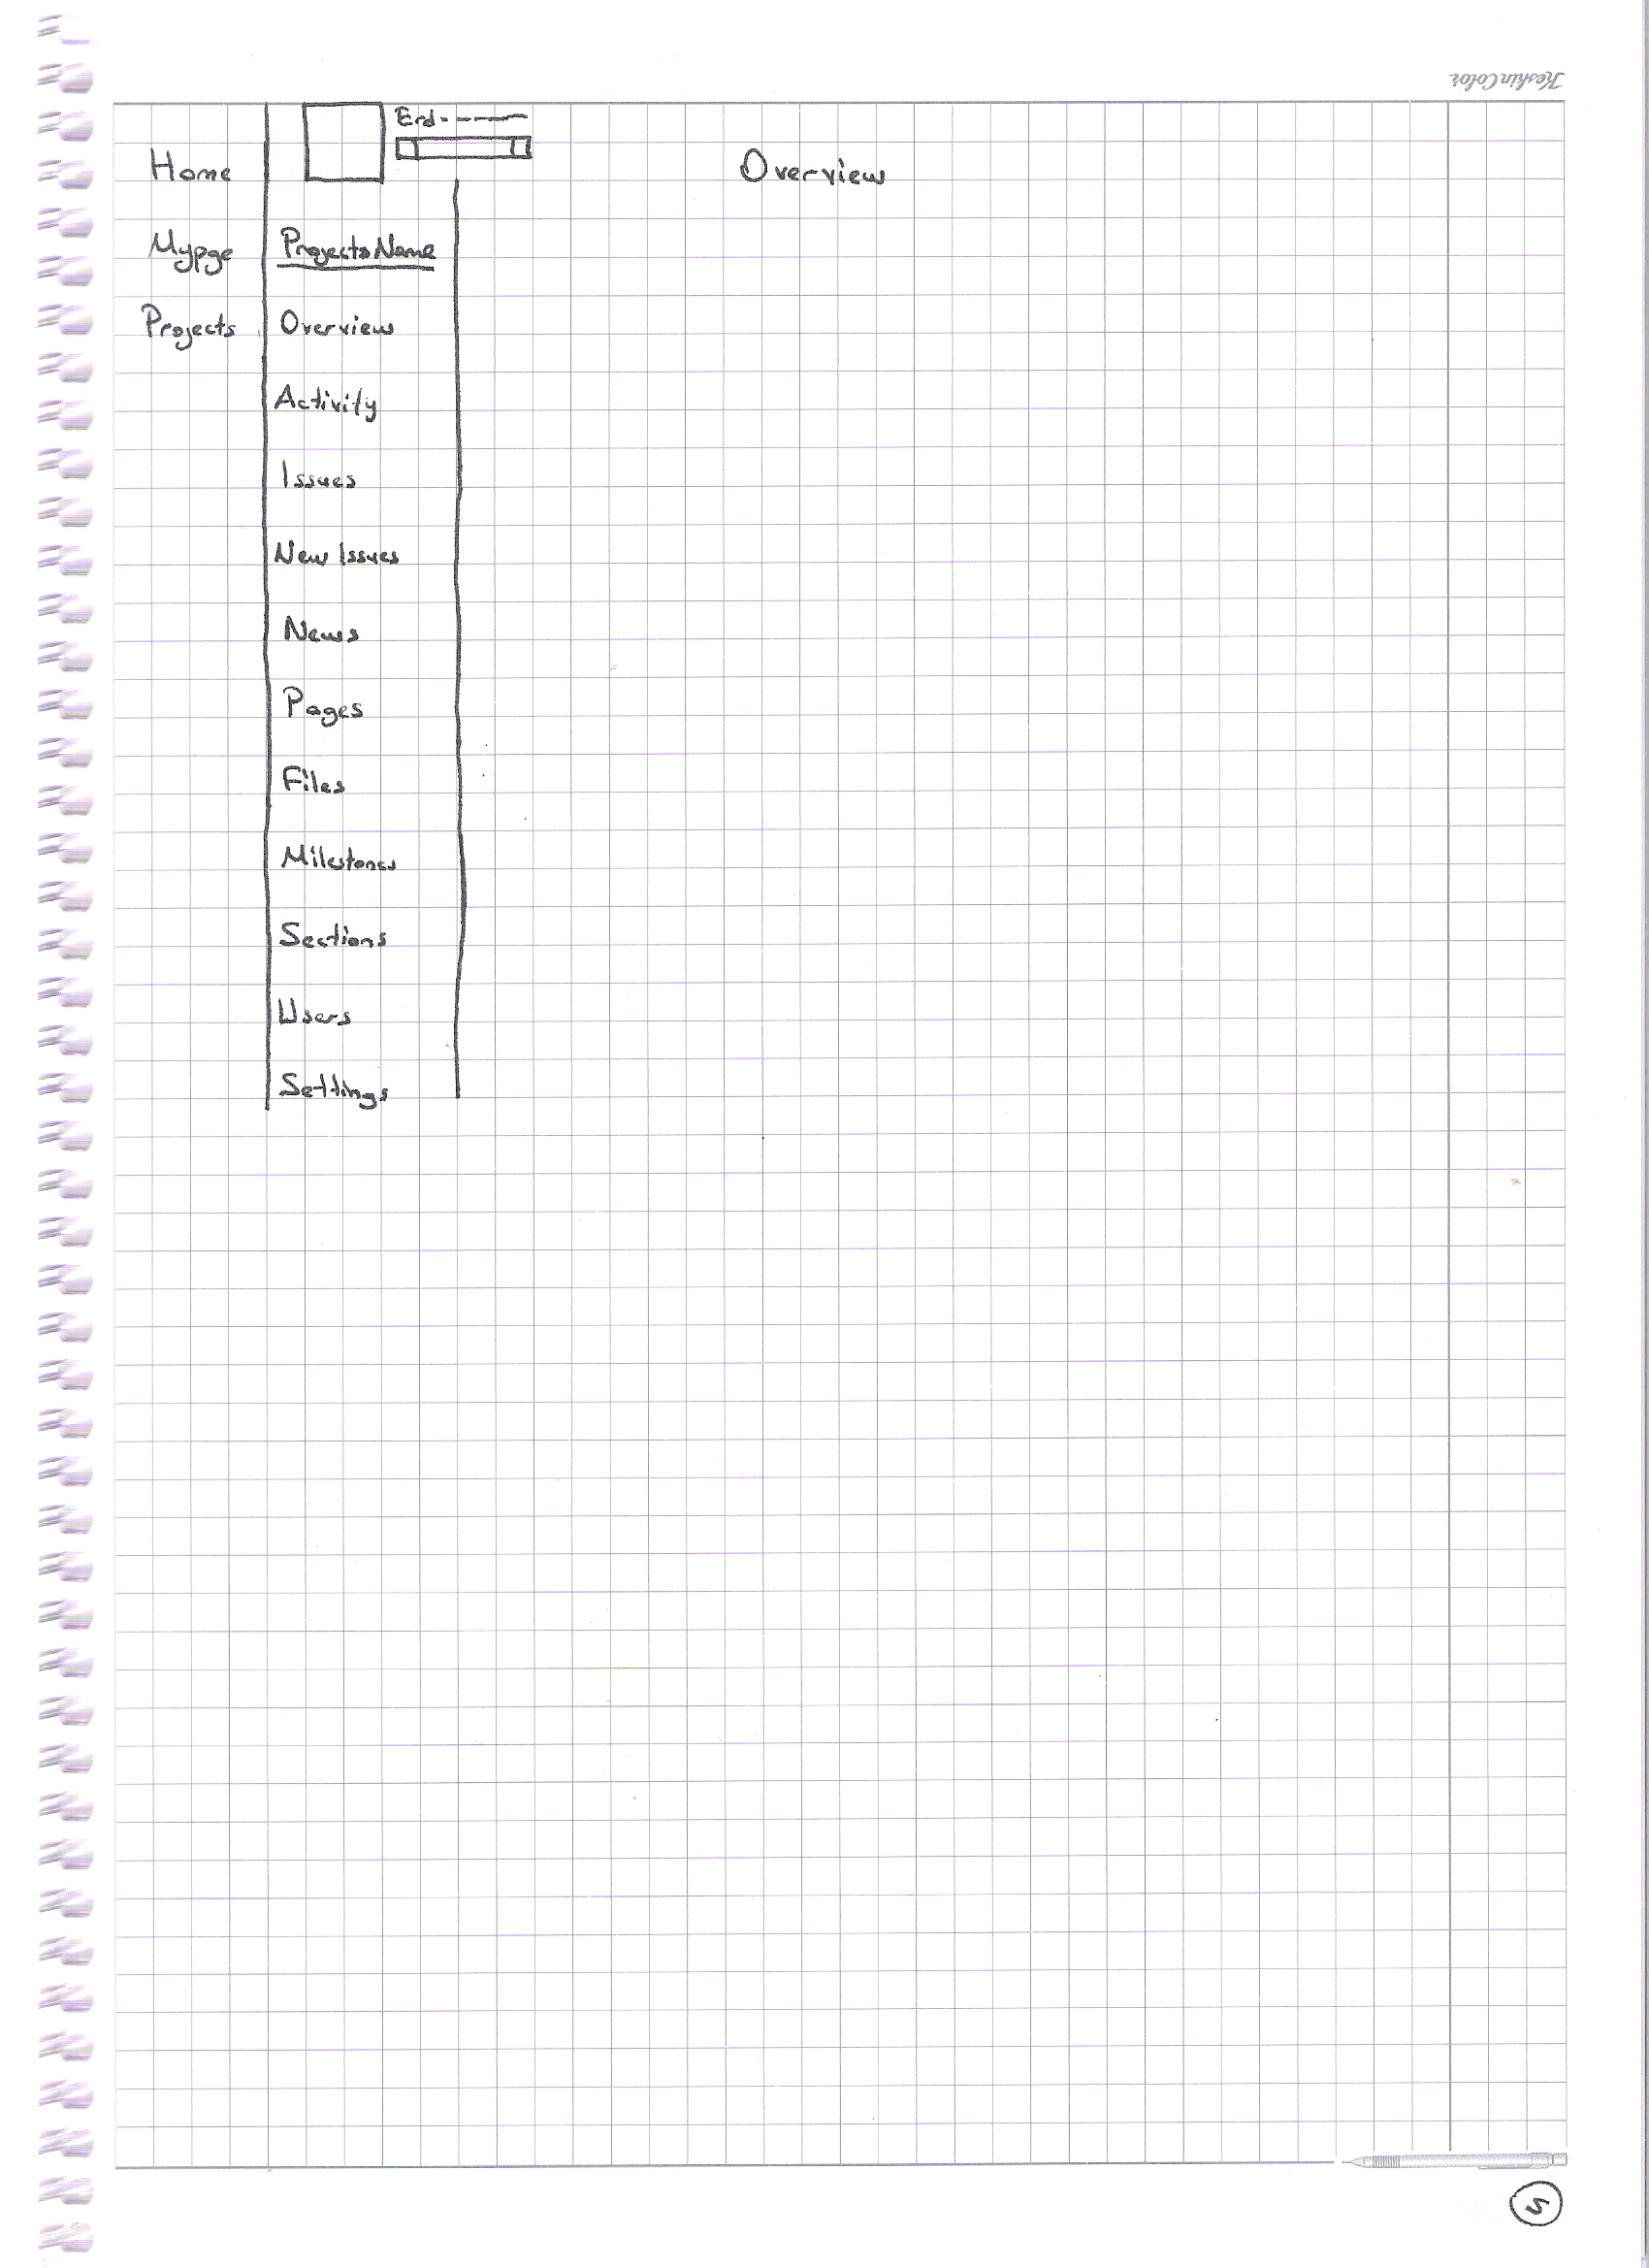 KeskinColor
End-
Home
Overview
Mypge
ProjectsName
Projects
Overview
Activity
Issues
New Issues
News
Pages
Files
Milestones
Sections
Users
Settings
5